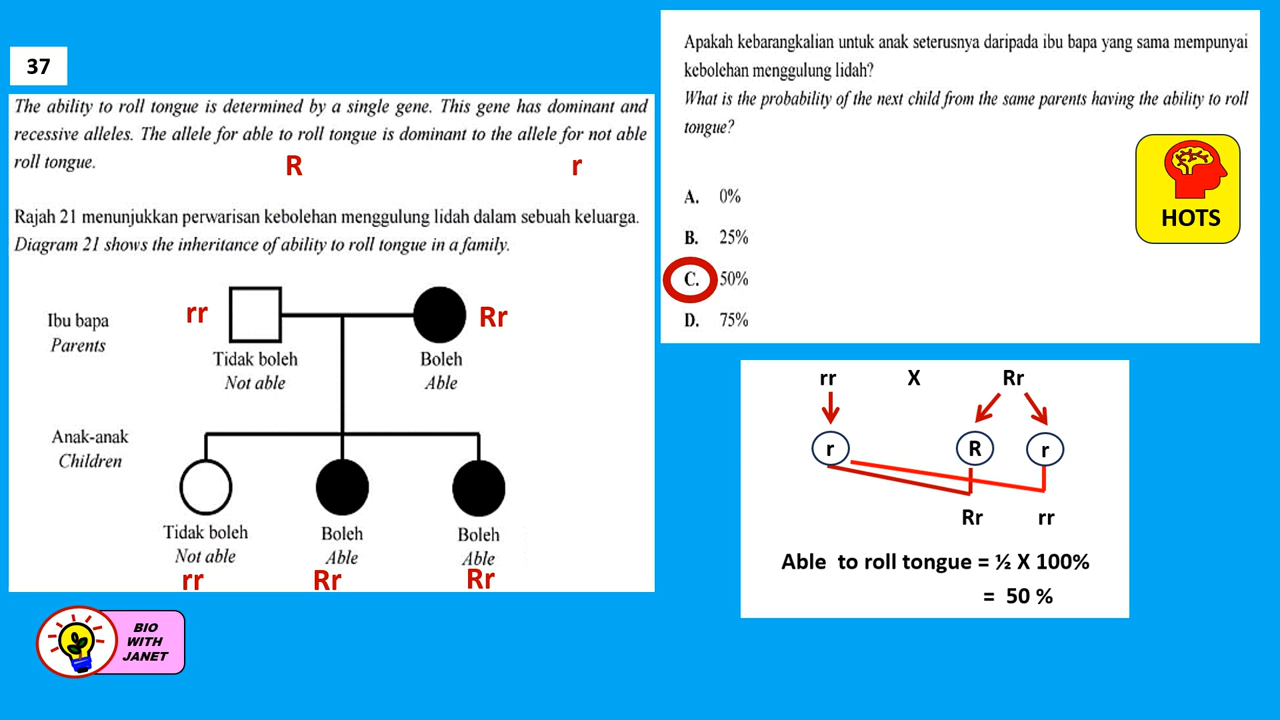 37
The ability to roll tongue is determined by a single gene. This gene has dominant and
recessive alleles. The allele for able to roll tongue is dominant to the allele for not able
roll tongue.
R r
Rajah 21 menunjukkan perwarisan kebolehan menggulung lidah dalam sebuah keluarga.
Diagram 21 shows the inheritance of ability to roll tongue in a family.
Ibu bapa
Parents
rr
Rr
Tidak boleh
Not able
Boleh
Able
Anak-anak
Children
Tidak boleh
Not able
rr
Boleh
Able
Rr
Boleh
Able
Rr
BIO
WITH
JANET
Apakah kebarangkalian untuk anak seterusnya daripada ibu bapa yang sama mempunyai
kebolehan menggulung lidah?
What is the probability of the next child from the same parents having the ability to roll
tongue?
A. 0%
B. 25%
C. 50%
D. 75%
HOTS
rr X Rr
r R r
Rr rr
Able to roll tongue = ½ X 100%
= 50 %